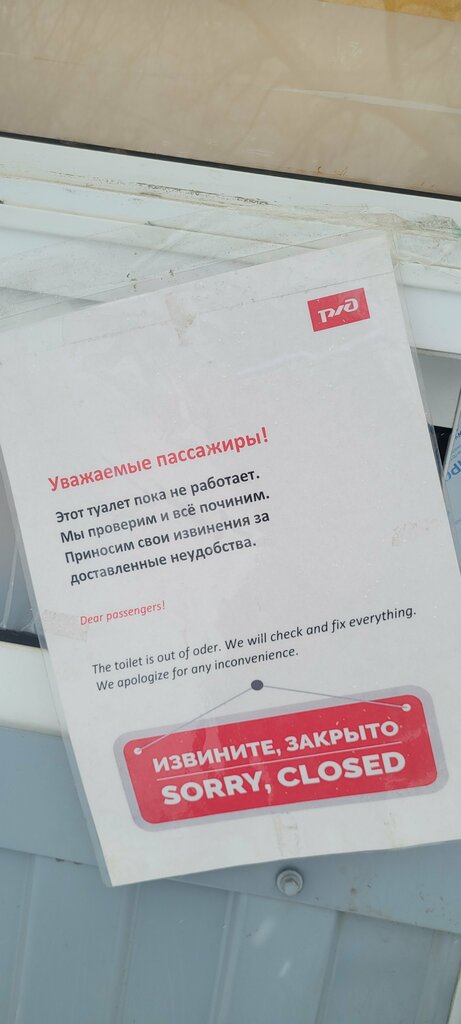 ржд
Уважаемые пассажиры!
Этот туалет пока не работает.
Мы проверим и всё починим.
Приносим свои извинения за
доставленные неудобства.
Dear passengers!
The toilet is out of oder. We will check and fix everything.
We apologize for any inconvenience.
ИЗВИНИТЕ, ЗАКРЫТО
SORRY, CLOSED